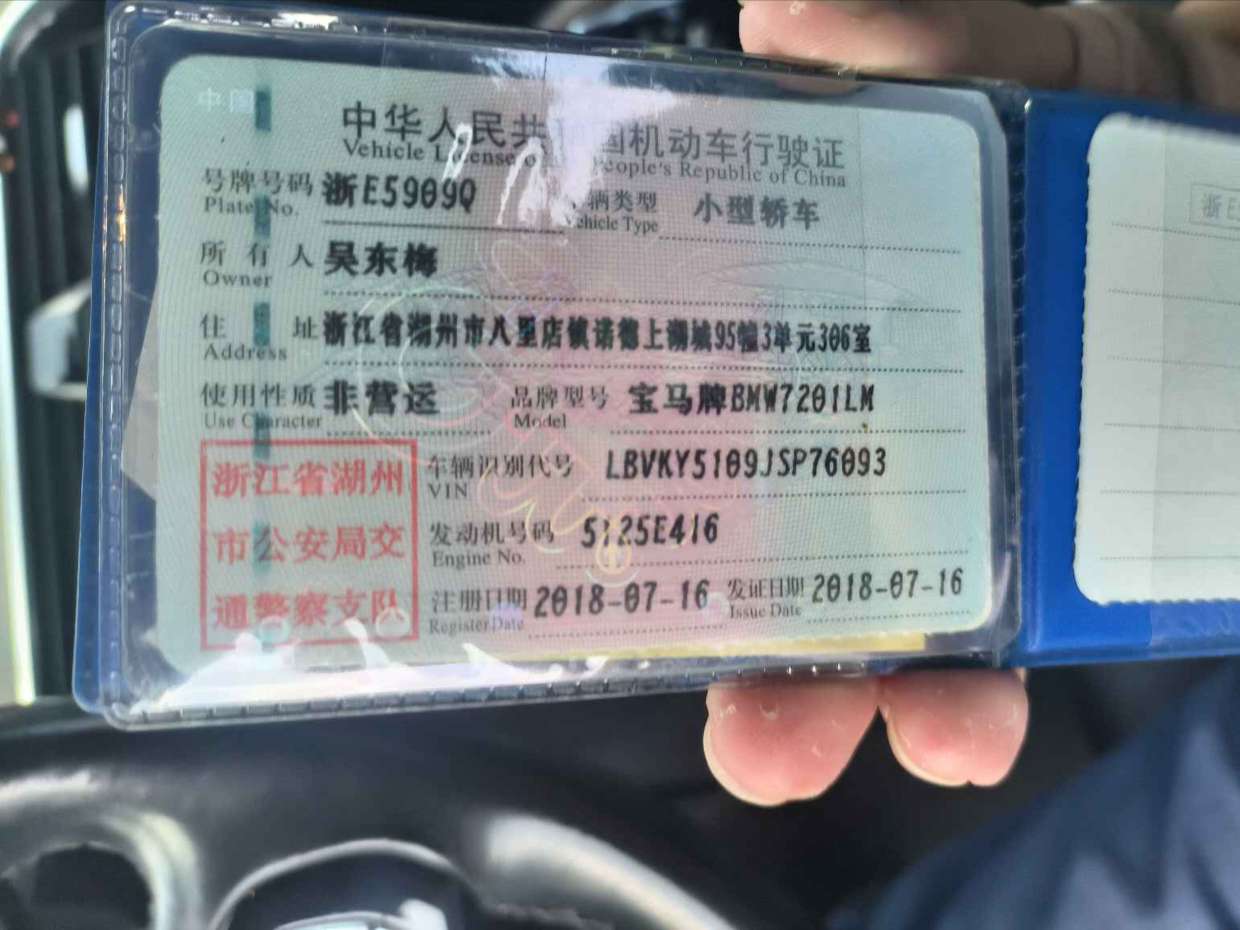 中国
中华人民共 国机动车行驶证
Vehicle License People's Republic of China
号牌号码 浙E5909Q 车辆类型 小型轿车
Plate No. Vehicle Type
所有人 吴东梅
Owner
住址 浙江省湖州市八里店镇诺德上湖城95幢3单元306室
Address
使用性质 非营运 品牌型号 宝马牌BMW7201LM
Use Character Model
浙江省湖州
市公安局交
通警察支队
车辆识别代号 LBVKY5109JSP76093
VIN
发动机号码 5125E416
Engine No.
注册日期 2018-07-16 发证日期 2018-07-16
Register Date Issue Date
浙E